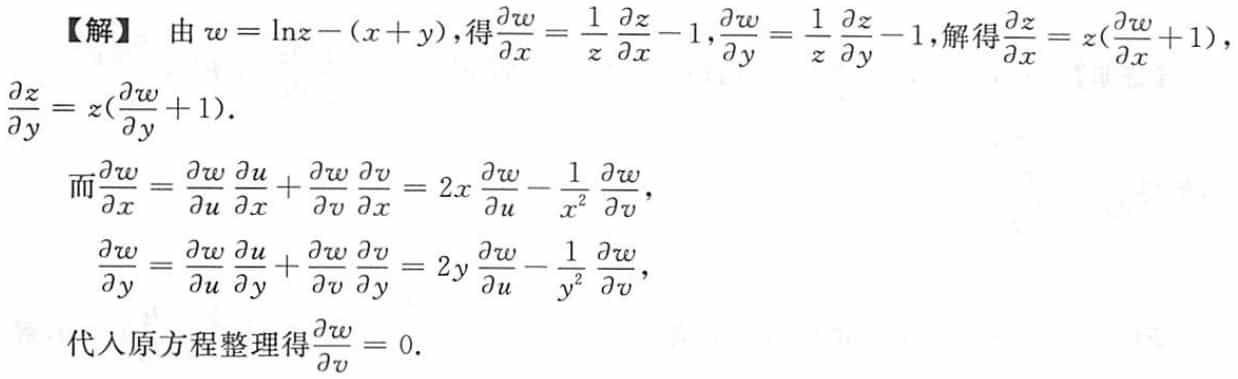 【解】 由 w = lnz − (x + y),得∂w/∂x = 1/z ∂z/∂x − 1,∂w/∂y = 1/z ∂z/∂y − 1,解得∂z/∂x = z(∂w/∂x + 1),
∂z/∂y = z(∂w/∂y + 1).
而∂w/∂x = ∂w/∂u ∂u/∂x + ∂w/∂v ∂v/∂x = 2x ∂w/∂u − 1/x² ∂w/∂v,
∂w/∂y = ∂w/∂u ∂u/∂y + ∂w/∂v ∂v/∂y = 2y ∂w/∂u − 1/y² ∂w/∂v,
代入原方程整理得∂w/∂v = 0.